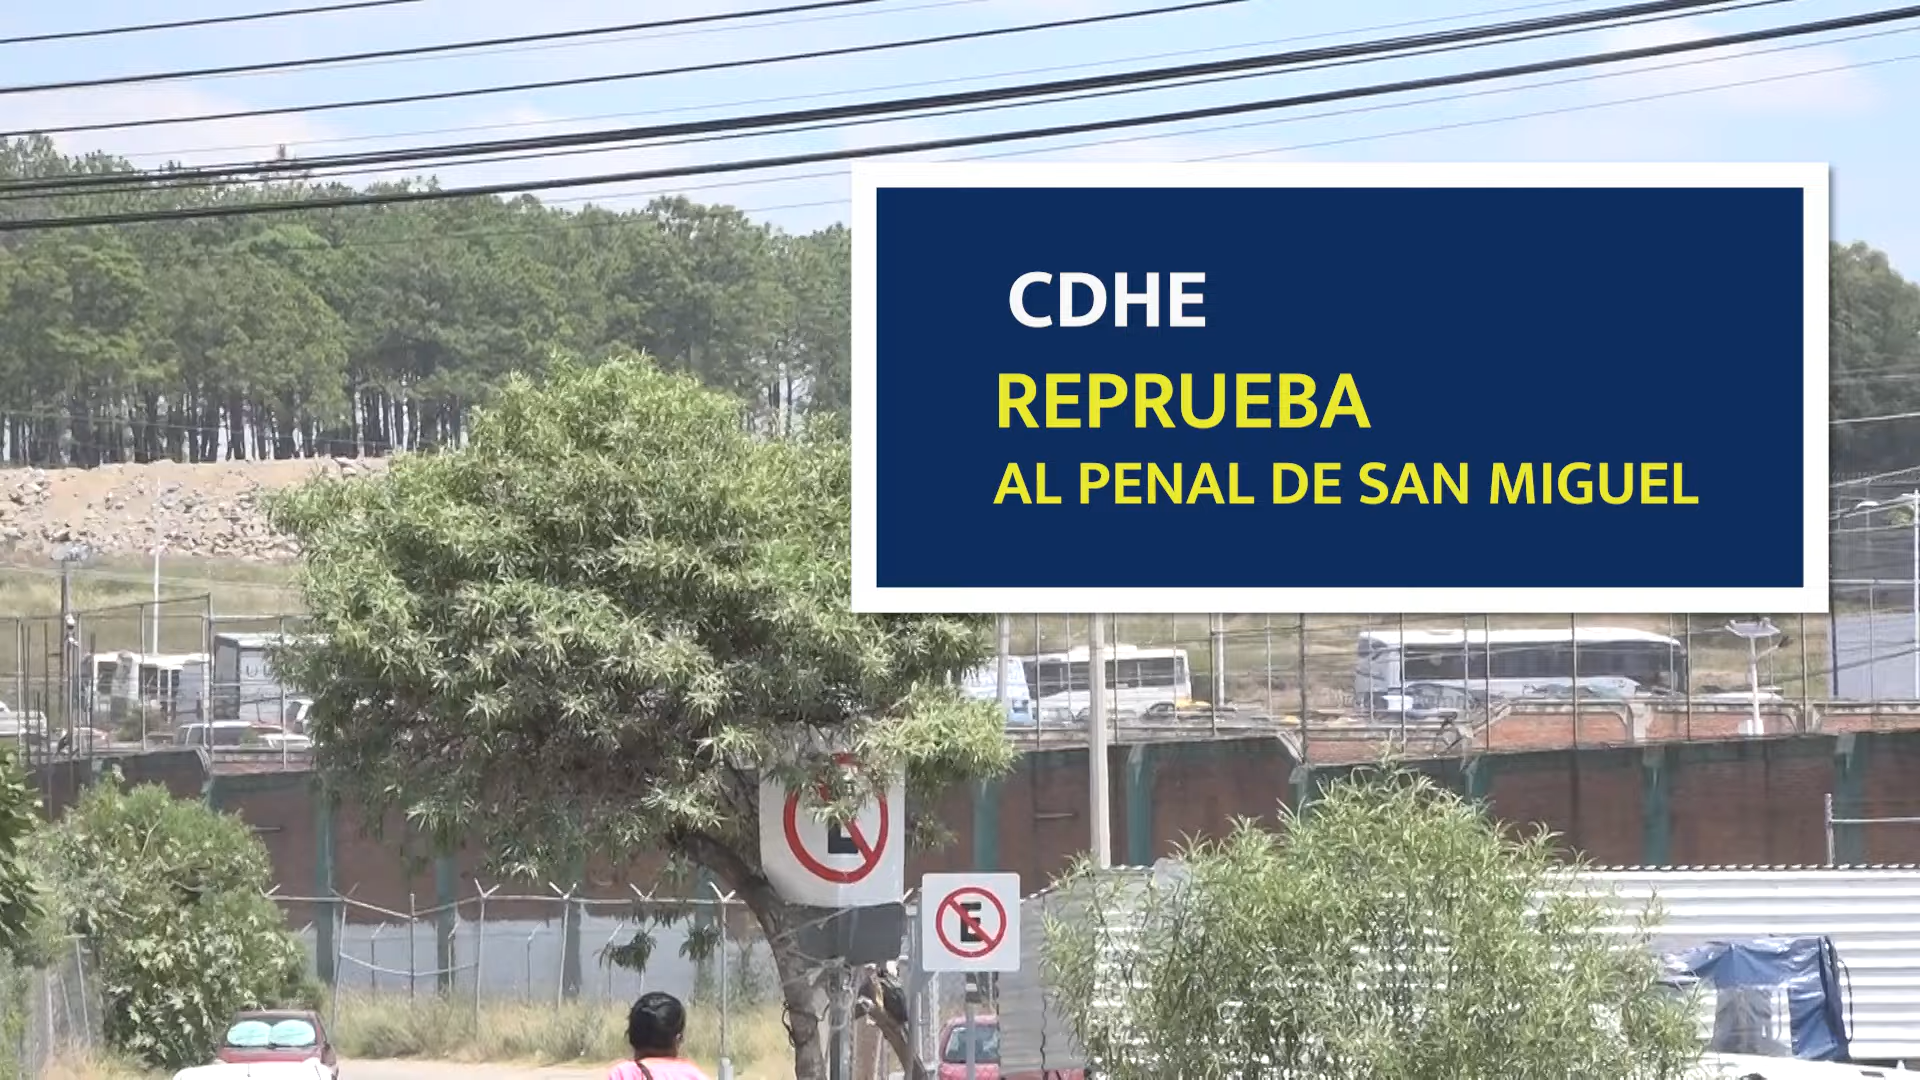 CDHE
REPRUEBA
AL PENAL DE SAN MIGUEL
E
E